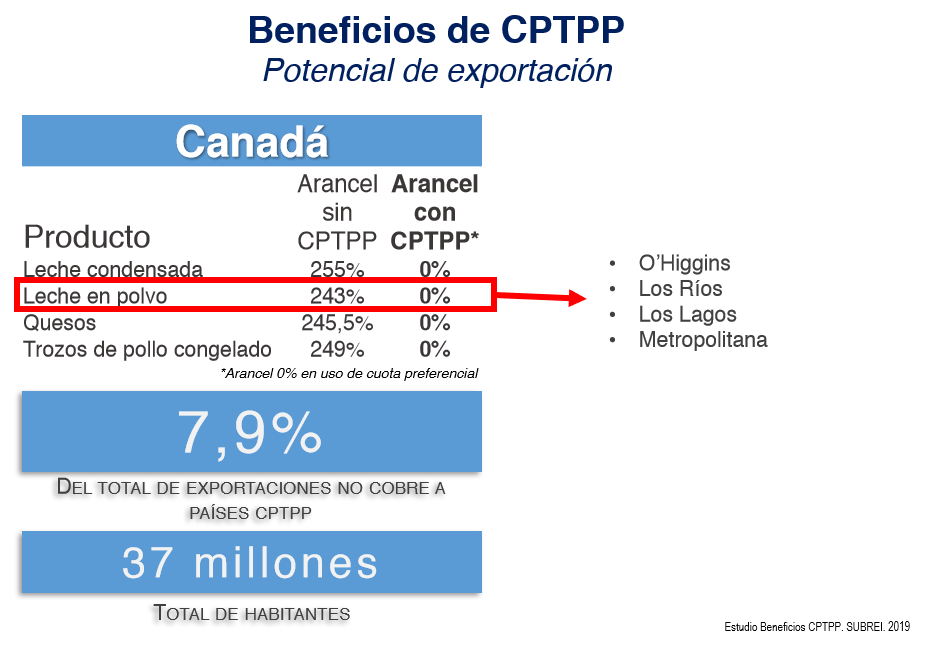 Beneficios de CPTPP
Potencial de exportación
Canadá
Producto
Arancel
sin
CPTPP
Arancel
con
CPTPP*
Leche condensada 255% 0%
Leche en polvo 243% 0%
Quesos 245,5% 0%
Trozos de pollo congelado 249% 0%
*Arancel 0% en uso de cuota preferencial
• O’Higgins
• Los Ríos
• Los Lagos
• Metropolitana
7,9%
DEL TOTAL DE EXPORTACIONES NO COBRE A
PAÍSES CPTPP
37 millones
TOTAL DE HABITANTES
Estudio Beneficios CPTPP. SUBREI. 2019